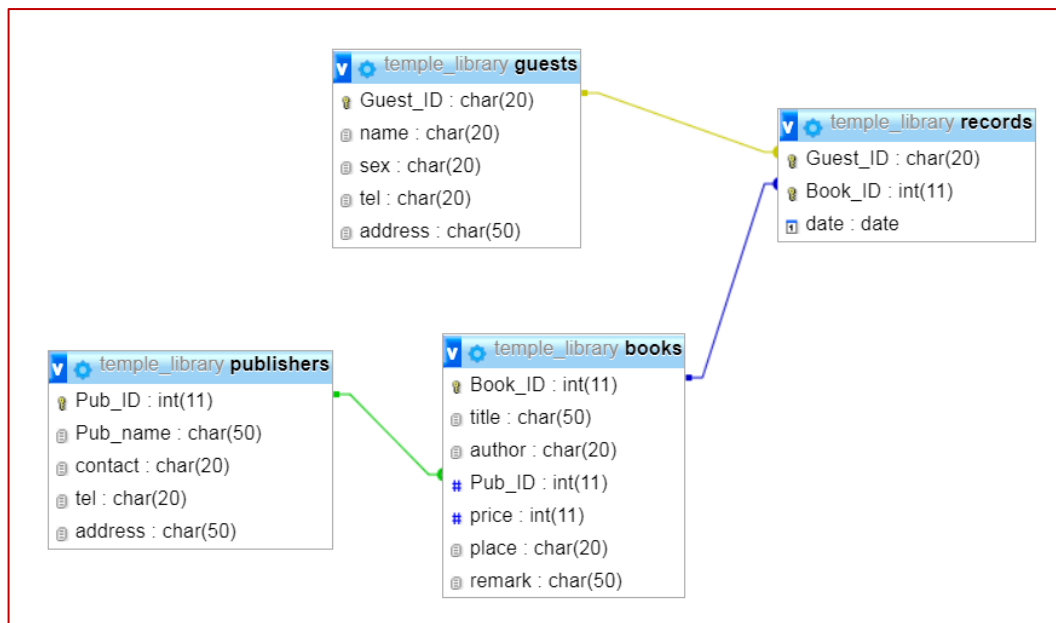 temple_library guests
Guest_ID : char(20)
name : char(20)
sex : char(20)
tel : char(20)
address : char(50)
temple_library records
Guest_ID : char(20)
Book_ID : int(11)
date : date
temple_library publishers
Pub_ID : int(11)
Pub_name : char(50)
contact : char(20)
tel : char(20)
address : char(50)
temple_library books
Book_ID : int(11)
title : char(50)
author : char(20)
# Pub_ID : int(11)
# price : int(11)
place : char(20)
remark : char(50)